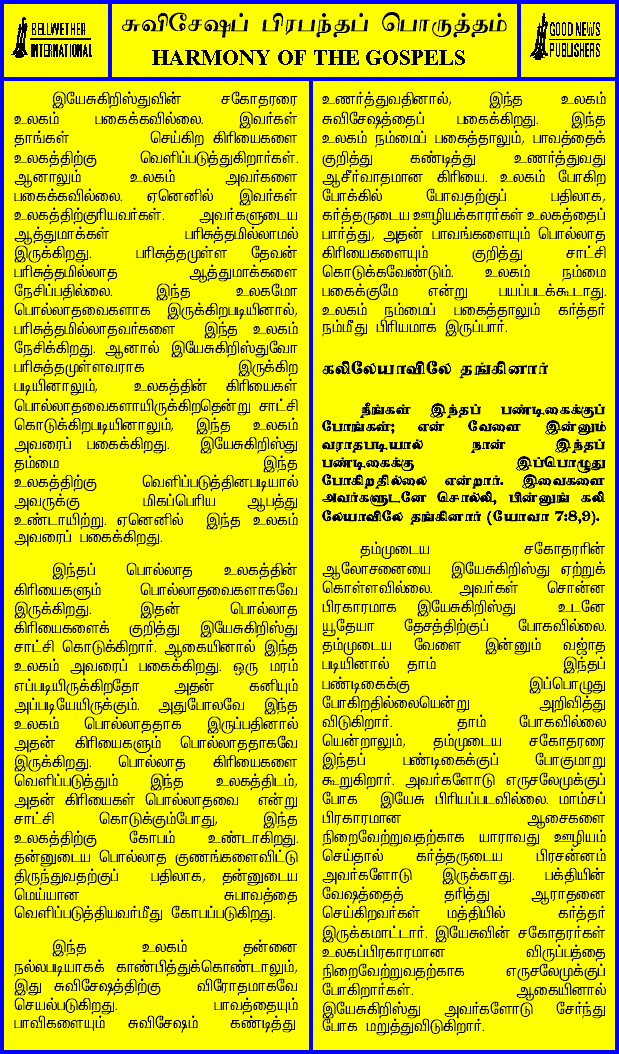 BELLWETHER
INTERNATIONAL
சுவிசேஷப் பிரபந்தப் பொருத்தம்
HARMONY OF THE GOSPELS
GOOD NEWS
PUBLISHERS
இயேசுகிறிஸ்துவின் சகோதரரை
உலகம் பகைக்கவில்லை. இவர்கள்
தாங்கள் செய்கிற கிரியைகளை
உலகத்திற்கு வெளிப்படுத்துகிறார்கள்.
ஆனாலும் உலகம் அவர்களை
பகைக்கவில்லை. ஏனெனில் இவர்கள்
உலகத்திற்குரியவர்கள். அவர்களுடைய
ஆத்துமாக்கள் பரிசுத்தமில்லாமல்
இருக்கிறது. பரிசுத்தமுள்ள தேவன்
பரிசுத்தமில்லாத ஆத்துமாக்களை
நேசிப்பதில்லை. இந்த உலகமோ
பொல்லாதவைகளாக இருக்கிறபடியினால்,
பரிசுத்தமில்லாதவர்களை இந்த உலகம்
நேசிக்கிறது. ஆனால் இயேசுகிறிஸ்துவோ
பரிசுத்தமுள்ளவராக இருக்கிற
படியினாலும், உலகத்தின் கிரியைகள்
பொல்லாதவைகளாயிருக்கிறதென்று சாட்சி
கொடுக்கிறபடியினாலும், இந்த உலகம்
அவரைப் பகைக்கிறது. இயேசுகிறிஸ்து
தம்மை இந்த
உலகத்திற்கு வெளிப்படுத்தினபடியால்
அவருக்கு மிகப்பெரிய ஆபத்து
உண்டாயிற்று. ஏனெனில் இந்த உலகம்
அவரைப் பகைக்கிறது.
இந்தப் பொல்லாத உலகத்தின்
கிரியைகளும் பொல்லாதவைகளாகவே
இருக்கிறது. இதன் பொல்லாத
கிரியைகளைக் குறித்து இயேசுகிறிஸ்து
சாட்சி கொடுக்கிறார். ஆகையினால் இந்த
உலகம் அவரைப் பகைக்கிறது. ஒரு மரம்
எப்படியிருக்கிறதோ அதன் கனியும்
அப்படியேயிருக்கும். அதுபோலவே இந்த
உலகம் பொல்லாததாக இருப்பதினால்
அதன் கிரியைகளும் பொல்லாததாகவே
இருக்கிறது. பொல்லாத கிரியைகளை
வெளிப்படுத்தும் இந்த உலகத்திடம்,
அதன் கிரியைகள் பொல்லாதவை என்று
சாட்சி கொடுக்கும்போது, இந்த
உலகத்திற்கு கோபம் உண்டாகிறது.
தன்னுடைய பொல்லாத குணங்களைவிட்டு
திருந்துவதற்குப் பதிலாக, தன்னுடைய
மெய்யான சுபாவத்தை
வெளிப்படுத்தியவர்மீது கோபப்படுகிறது.
இந்த உலகம் தன்னை
நல்லபடியாகக் காண்பித்துக்கொண்டாலும்,
இது சுவிசேஷத்திற்கு விரோதமாகவே
செயல்படுகிறது. பாவத்தையும்
பாவிகளையும் சுவிசேஷம் கண்டித்து
உணர்த்துவதினால், இந்த உலகம்
சுவிசேஷத்தைப் பகைக்கிறது. இந்த
உலகம் நம்மைப் பகைத்தாலும், பாவத்தைக்
குறித்து கண்டித்து உணர்த்துவது
ஆசீர்வாதமான கிரியை. உலகம் போகிற
போக்கில் போவதற்குப் பதிலாக,
கர்த்தருடைய ஊழியக்காரர்கள் உலகத்தைப்
பார்த்து, அதன் பாவங்களையும் பொல்லாத
கிரியைகளையும் குறித்து சாட்சி
கொடுக்கவேண்டும். உலகம் நம்மை
பகைக்குமே என்று பயப்படக்கூடாது.
உலகம் நம்மைப் பகைத்தாலும் கர்த்தர்
நம்மீது பிரியமாக இருப்பார்.
கலிலேயாவிலே தங்கினார்
நீங்கள் இந்தப் பண்டிகைக்குப்
போங்கள்; என் வேளை இன்னும்
வராதபடியால் நான் இந்தப்
பண்டிகைக்கு இப்பொழுது
போகிறதில்லை என்றார். இவைகளை
அவர்களுடனே சொல்லி, பின்னுங் கலி
லேயாவிலே தங்கினார் (யோவா 7:8,9).
தம்முடைய சகோதரரின்
ஆலோசனையை இயேசுகிறிஸ்து ஏற்றுக்
கொள்ளவில்லை. அவர்கள் சொன்ன
பிரகாரமாக இயேசுகிறிஸ்து உடனே
யூதேயா தேசத்திற்குப் போகவில்லை.
தம்முடைய வேளை இன்னும் வஜாத
படியினால் தாம் இந்தப்
பண்டிகைக்கு இப்பொழுது
போகிறதில்லையென்று அறிவித்து
விடுகிறார். தாம் போகவில்லை
யென்றாலும், தம்முடைய சகோதரரை
இந்தப் பண்டிகைக்குப் போகுமாறு
கூறுகிறார். அவர்களோடு எருசலேமுக்குப்
போக இயேசு பிரியப்படவில்லை. மாம்சப்
பிரகாரமான ஆசைகளை
நிறைவேற்றுவதற்காக யாராவது ஊழியம்
செய்தால் கர்த்தருடைய பிரசன்னம்
அவர்களோடு இருக்காது. பக்தியின்
வேஷத்தைத் தரித்து ஆராதனை
செய்கிறவர்கள் மத்தியில் கர்த்தர்
இருக்கமாட்டார். இயேசுவின் சகோதரர்கள்
உலகப்பிரகாரமான விருப்பத்தை
நிறைவேற்றுவதற்காக எருசலேமுக்குப்
போகிறார்கள். ஆகையினால்
இயேசுகிறிஸ்து அவர்களோடு சேர்ந்து
போக மறுத்துவிடுகிறார்.